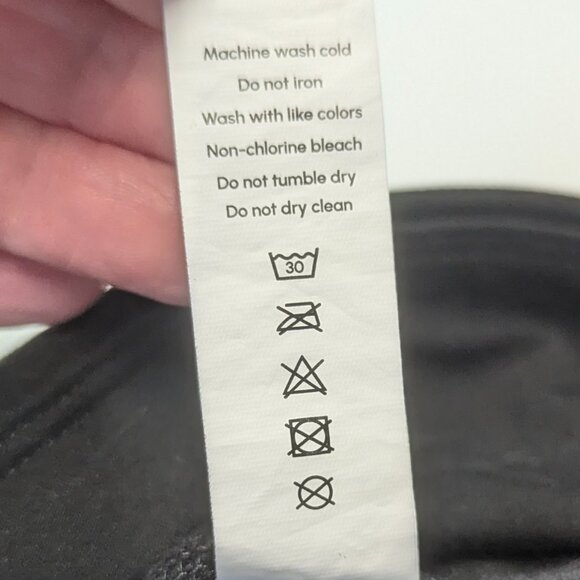 Machine wash cold
Do not iron
Wash with like colors
Non-chlorine bleach
Do not tumble dry
Do not dry clean
30